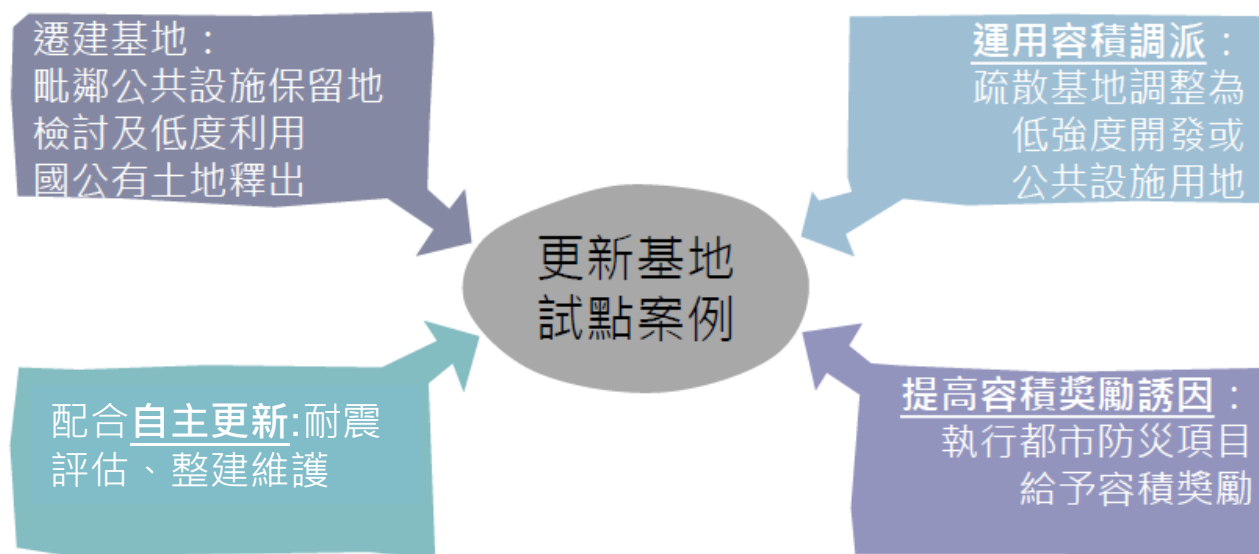 遷建基地：
毗鄰公共設施保留地
檢討及低度利用
國公有土地釋出
運用容積調派：
疏散基地調整為
低強度開發或
公共設施用地
更新基地
試點案例
配合自主更新:耐震
評估、整建維護
提高容積獎勵誘因：
執行都市防災項目
給予容積獎勵